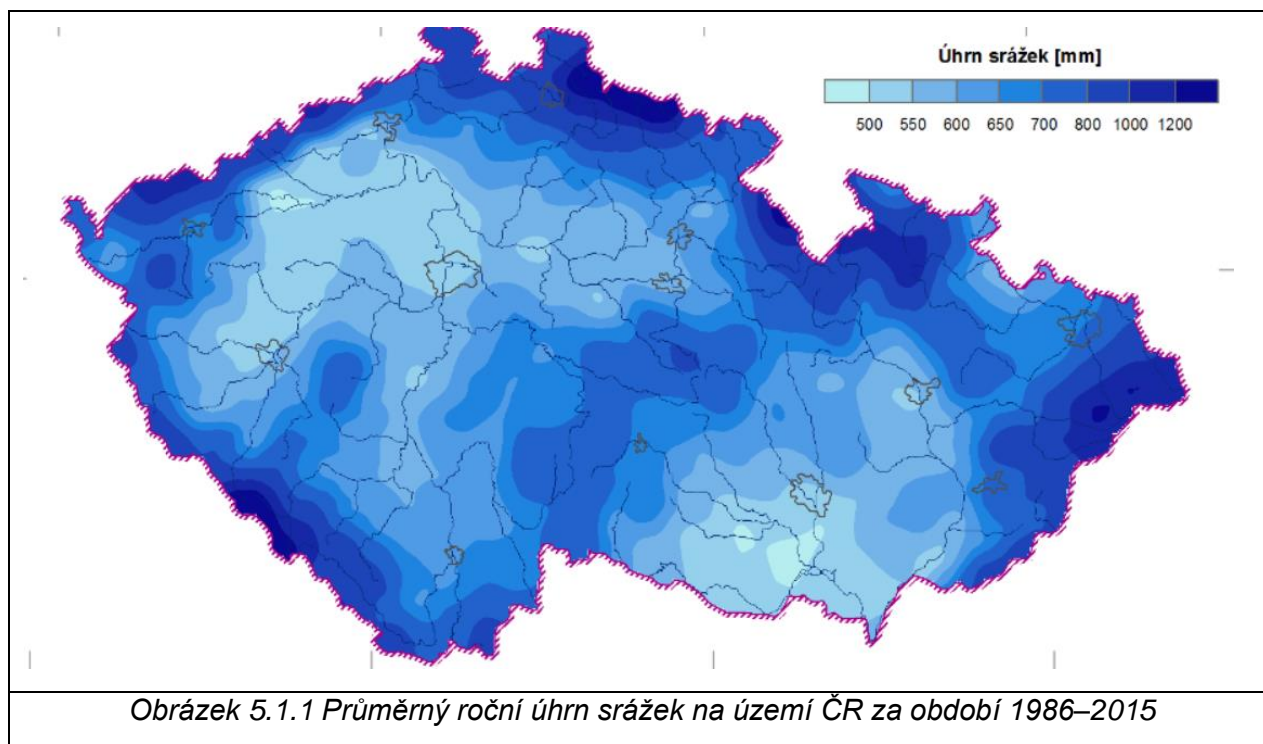 Úhrn srážek [mm]
500 550 600 650 700 800 1000 1200
Obrázek 5.1.1 Průměrný roční úhrn srážek na území ČR za období 1986–2015